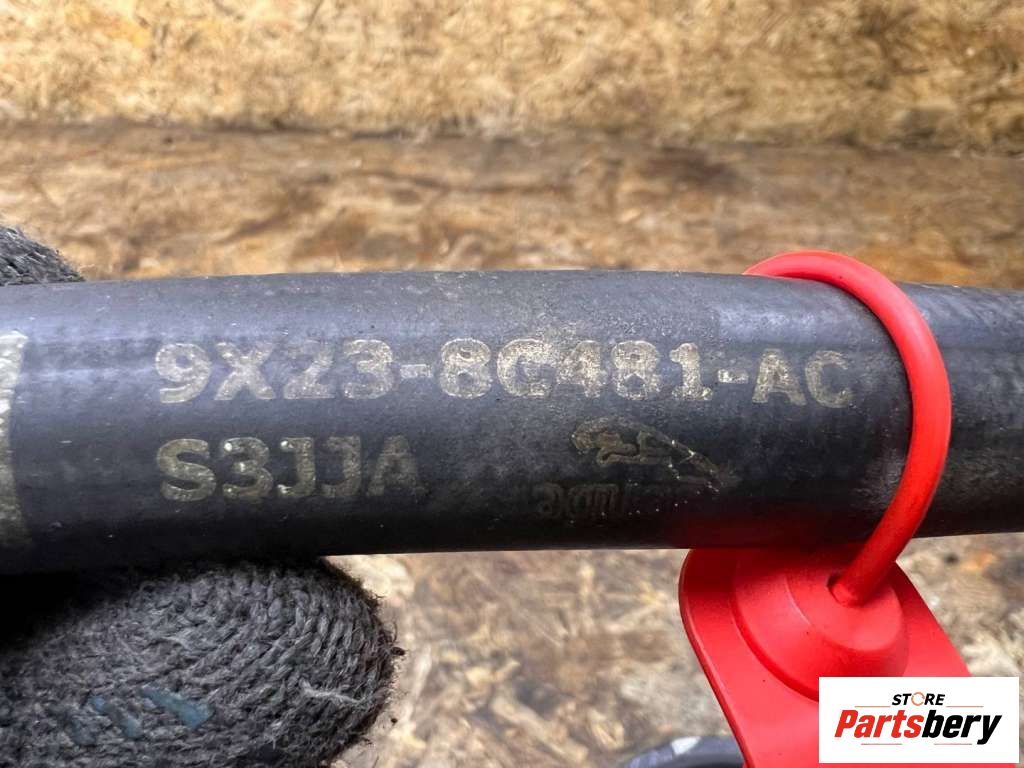 9X23-8C481-AC
S3JJA
STORE
Partsbery